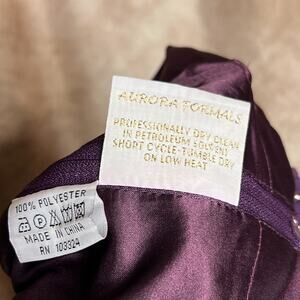 AURORA FORMALS
PROFESSIONALLY DRY CLEAN
IN PETROLEUM SOLVENT
SHORT CYCLE-TUMBLE DRY
ON LOW HEAT
100% POLYESTER
MADE IN CHINA
RN 103324